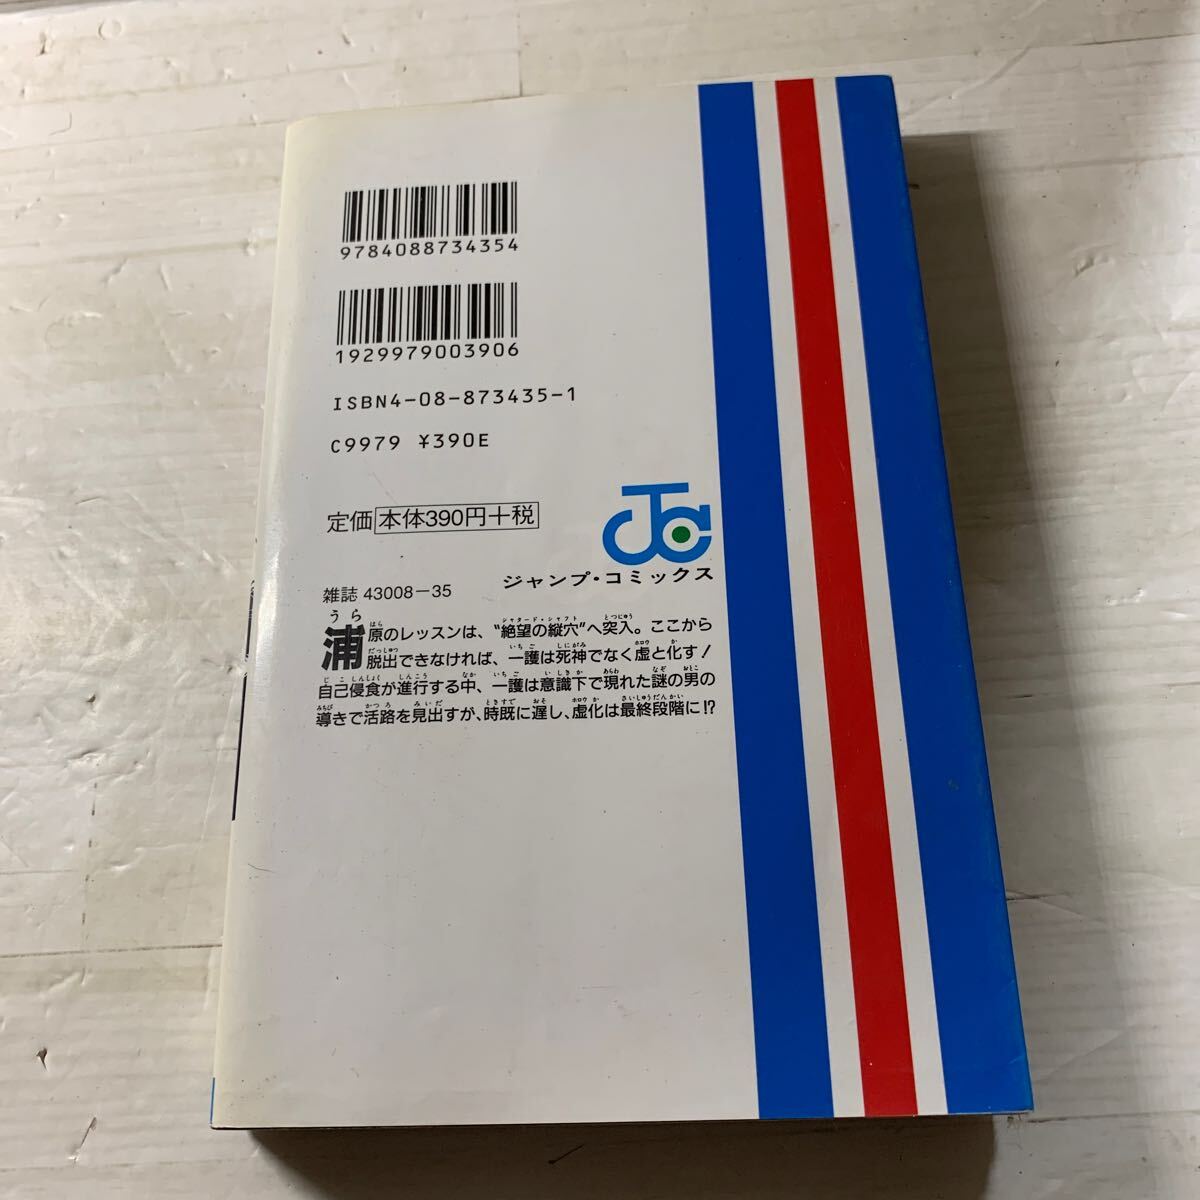 9784088734354
1929979003906
ISBN4-08-873435-1
C9979 ¥390E
定価 本体390円+税
ジャンプ・コミックス
雑誌 43008-35
浦原のレッスンは、“絶望の縦穴”へ突入。ここから
脱出できなければ、一護は死神でなく虚と化す!
自己侵食が進行する中、一護は意識下で現れた謎の男の
導きで活路を見出すが、時既に遅し、虚化は最終段階に!?